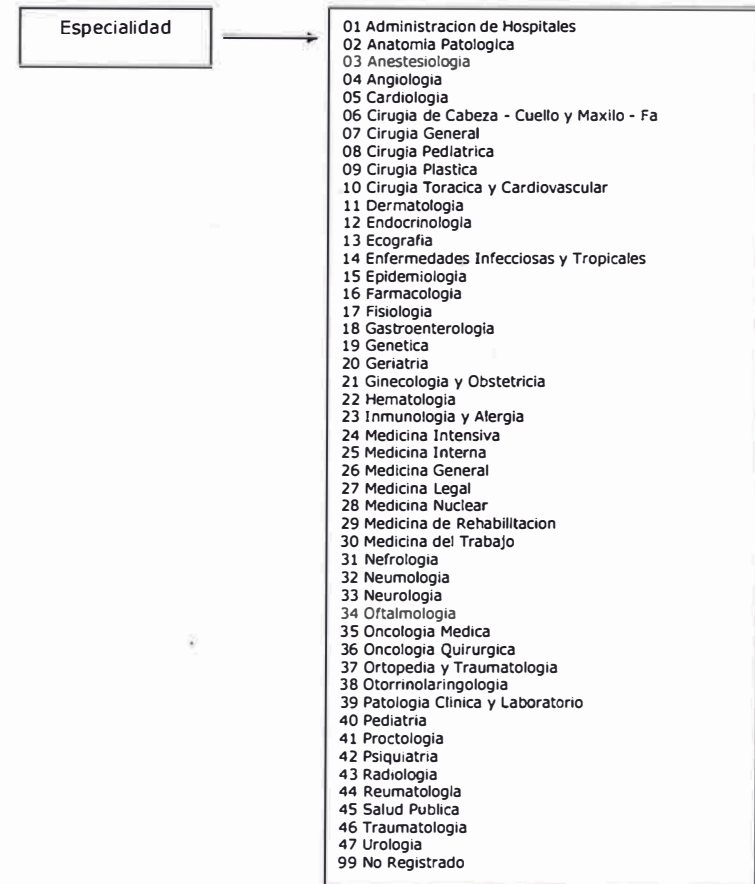 Especialidad
01 Administracion de Hospitales
02 Anatomia Patologica
03 Anestesiologia
04 Angiologia
05 Cardiologia
06 Cirugia de Cabeza - Cuello y Maxilo - Fa
07 Cirugia General
08 Cirugia Pediatrica
09 Cirugia Plastica
10 Cirugia Toracica y Cardiovascular
11 Dermatologia
12 Endocrinologia
13 Ecografia
14 Enfermedades Infecciosas y Tropicales
15 Epidemiologia
16 Farmacologia
17 Fisiologia
18 Gastroenterologia
19 Genetica
20 Geriatria
21 Ginecologia y Obstetricia
22 Hematologia
23 Inmunologia y Alergia
24 Medicina Intensiva
25 Medicina Interna
26 Medicina General
27 Medicina Legal
28 Medicina Nuclear
29 Medicina de Rehabilitacion
30 Medicina del Trabajo
31 Nefrologia
32 Neumologia
33 Neurologia
34 Oftalmologia
35 Oncologia Medica
36 Oncologia Quirurgica
37 Ortopedia y Traumatologia
38 Otorrinolaringologia
39 Patologia Clinica y Laboratorio
40 Pediatria
41 Proctologia
42 Psiquiatria
43 Radiologia
44 Reumatologia
45 Salud Publica
46 Traumatologia
47 Urologia
99 No Registrado